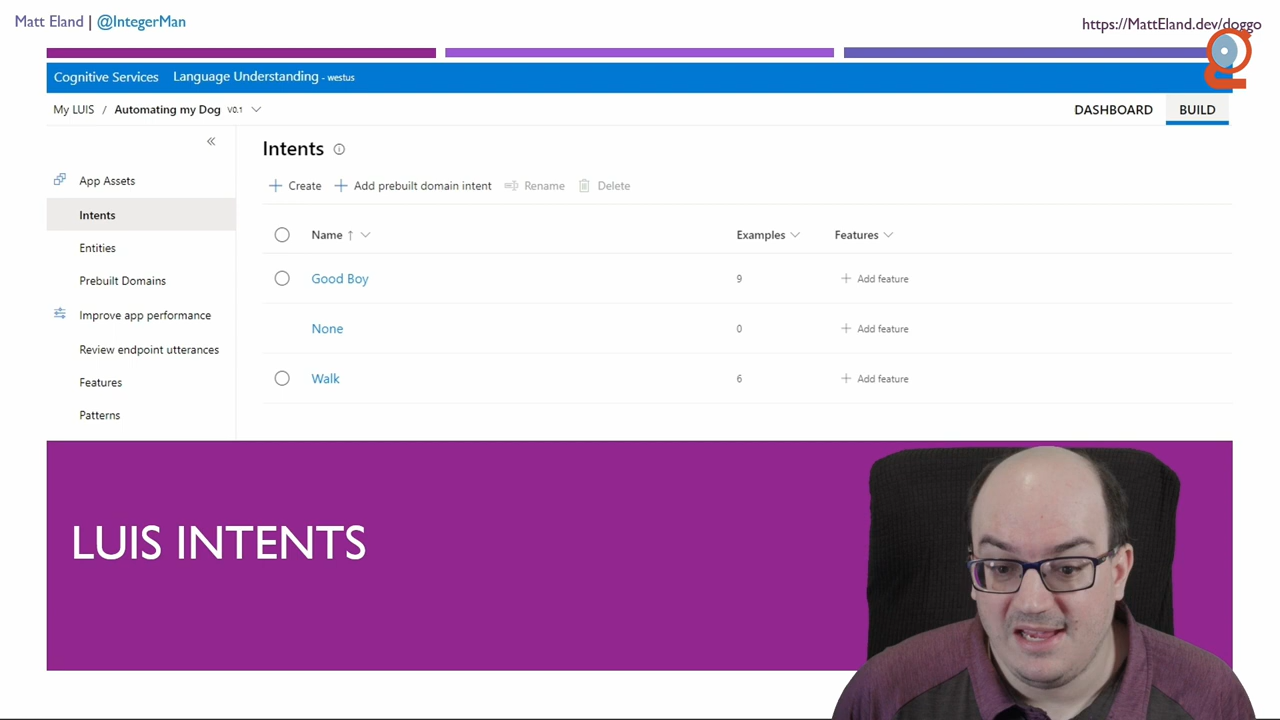 Matt Eland | @IntegerMan
https://MattEland.dev/doggo
Cognitive Services Language Understanding - westus
My LUIS / Automating my Dog V0.1
DASHBOARD BUILD
«
App Assets
Intents
Entities
Prebuilt Domains
Improve app performance
Review endpoint utterances
Features
Patterns
Intents
+ Create + Add prebuilt domain intent Rename Delete
Name ↑ Examples Features
Good Boy 9 + Add feature
None 0 + Add feature
Walk 6 + Add feature
LUIS INTENTS